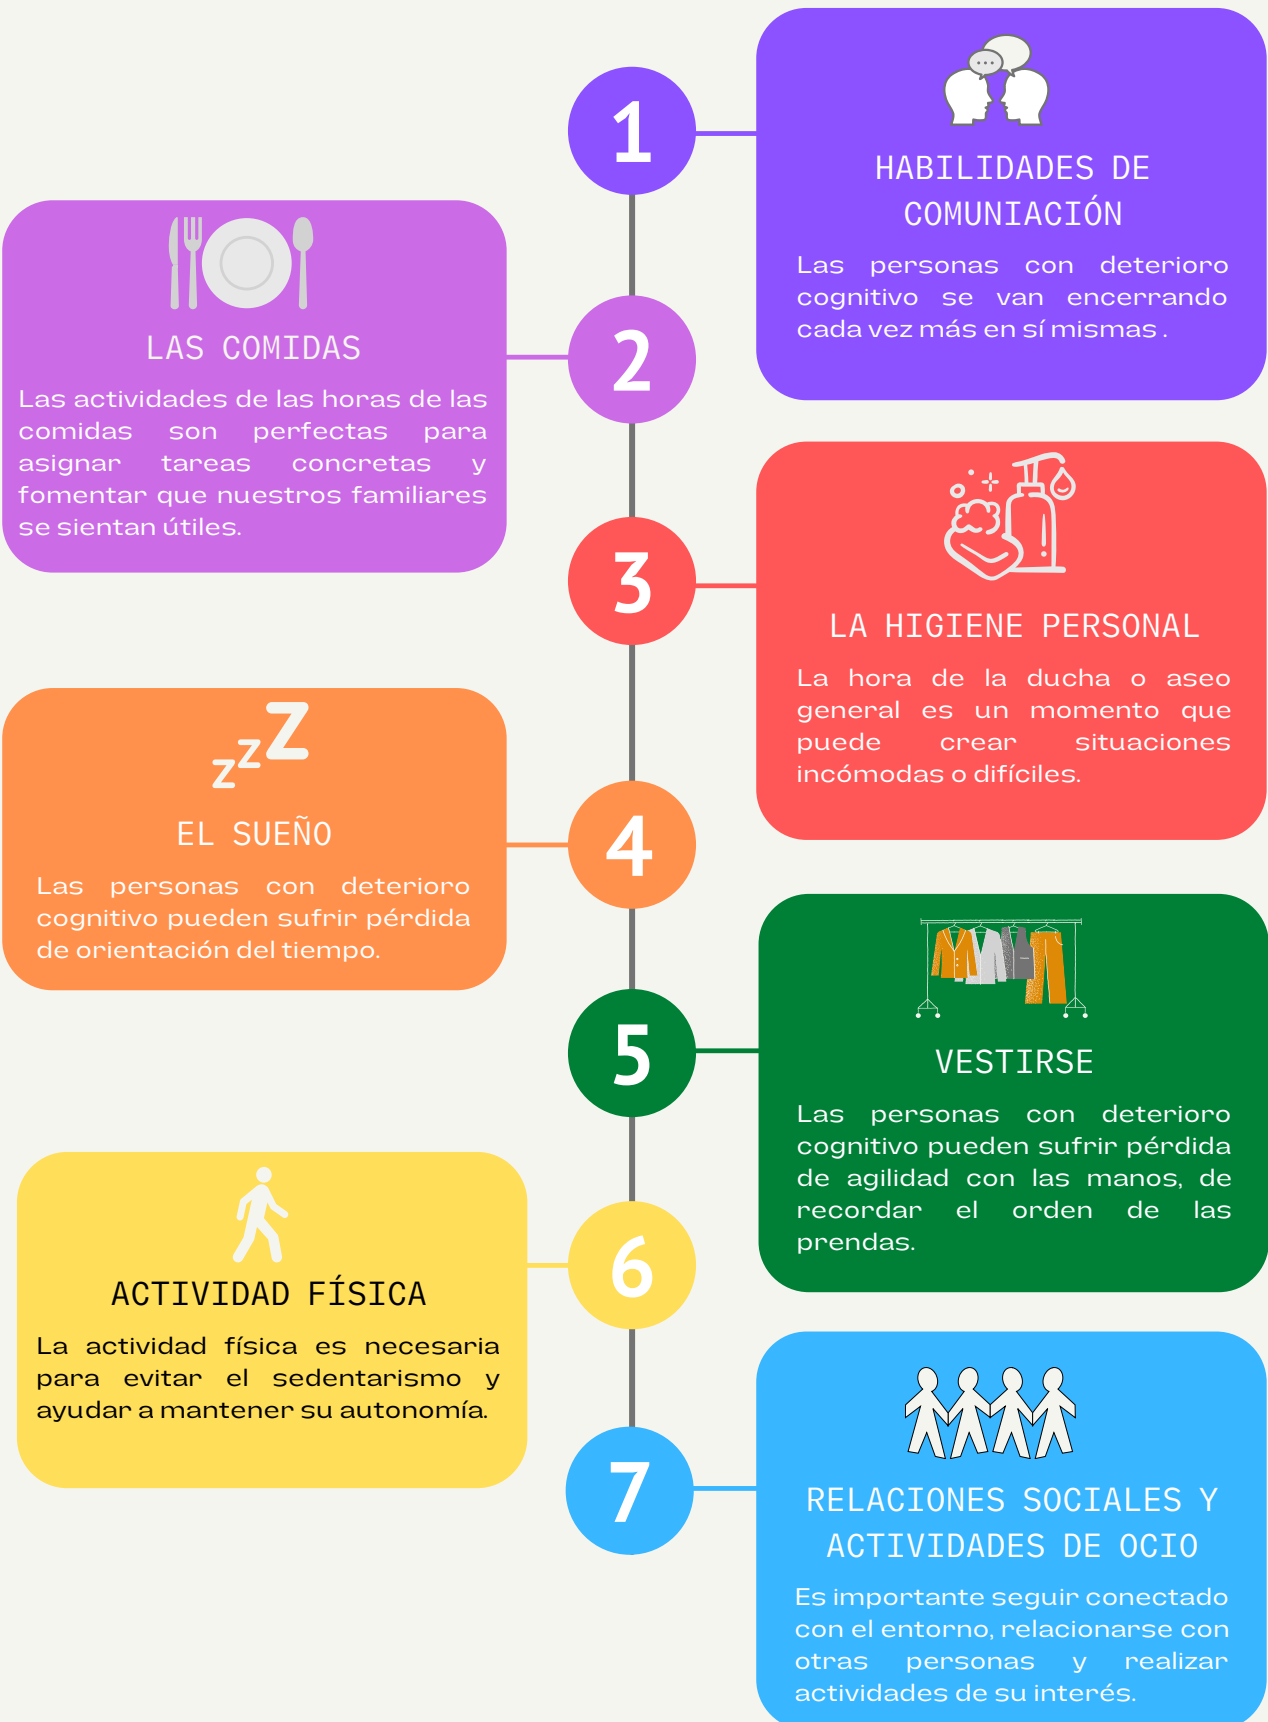 1
HABILIDADES DE
COMUNIACIÓN
Las personas con deterioro
cognitivo se van encerrando
cada vez más en sí mismas .
2
LAS COMIDAS
Las actividades de las horas de las
comidas son perfectas para
asignar tareas concretas y
fomentar que nuestros familiares
se sientan útiles.
3
LA HIGIENE PERSONAL
La hora de la ducha o aseo
general es un momento que
puede crear situaciones
incómodas o difíciles.
zzZ
4
EL SUEÑO
Las personas con deterioro
cognitivo pueden sufrir pérdida
de orientación del tiempo.
5
VESTIRSE
Las personas con deterioro
cognitivo pueden sufrir pérdida
de agilidad con las manos, de
recordar el orden de las
prendas.
6
ACTIVIDAD FÍSICA
La actividad física es necesaria
para evitar el sedentarismo y
ayudar a mantener su autonomía.
7
RELACIONES SOCIALES Y
ACTIVIDADES DE OCIO
Es importante seguir conectado
con el entorno, relacionarse con
otras personas y realizar
actividades de su interés.